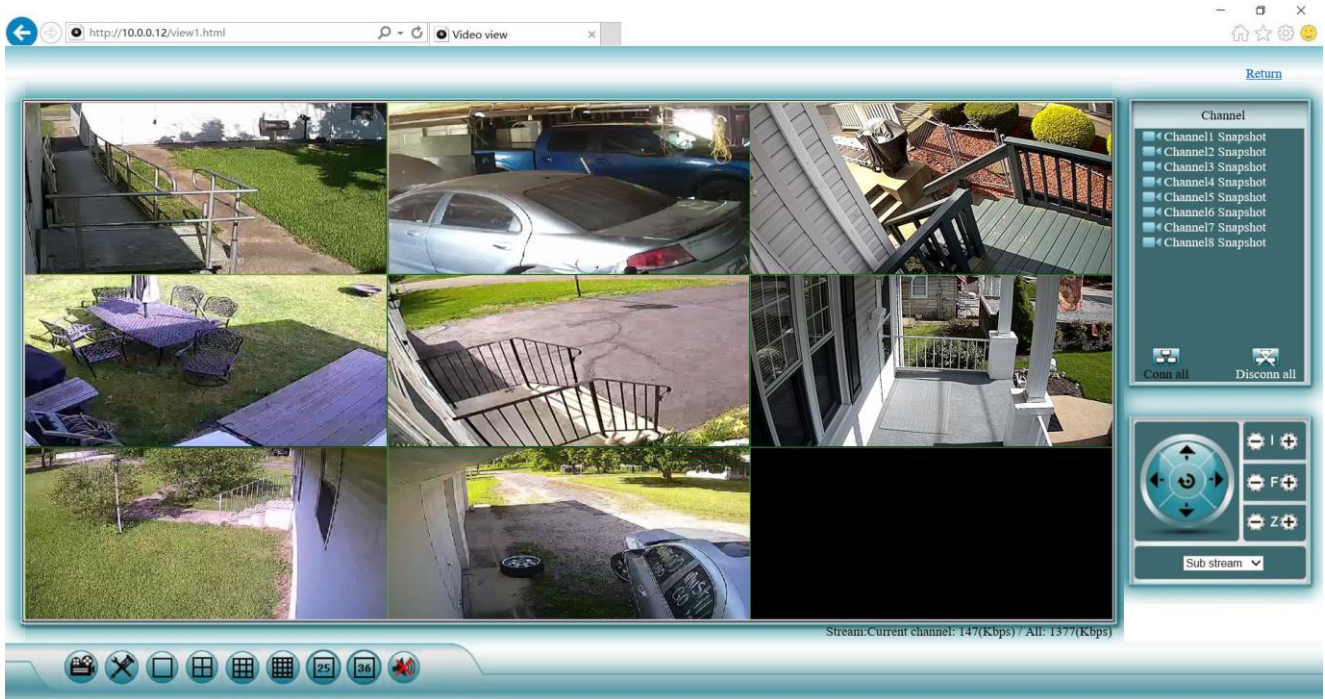 http://10.0.0.12/view1.html
Video view
Return
Channel
Channel1 Snapshot
Channel2 Snapshot
Channel3 Snapshot
Channel4 Snapshot
Channel5 Snapshot
Channel6 Snapshot
Channel7 Snapshot
Channel8 Snapshot
Conn all Disconn all
I
F
Z
Sub stream
Stream:Current channel: 147(Kbps) / All: 1377(Kbps)
25 36